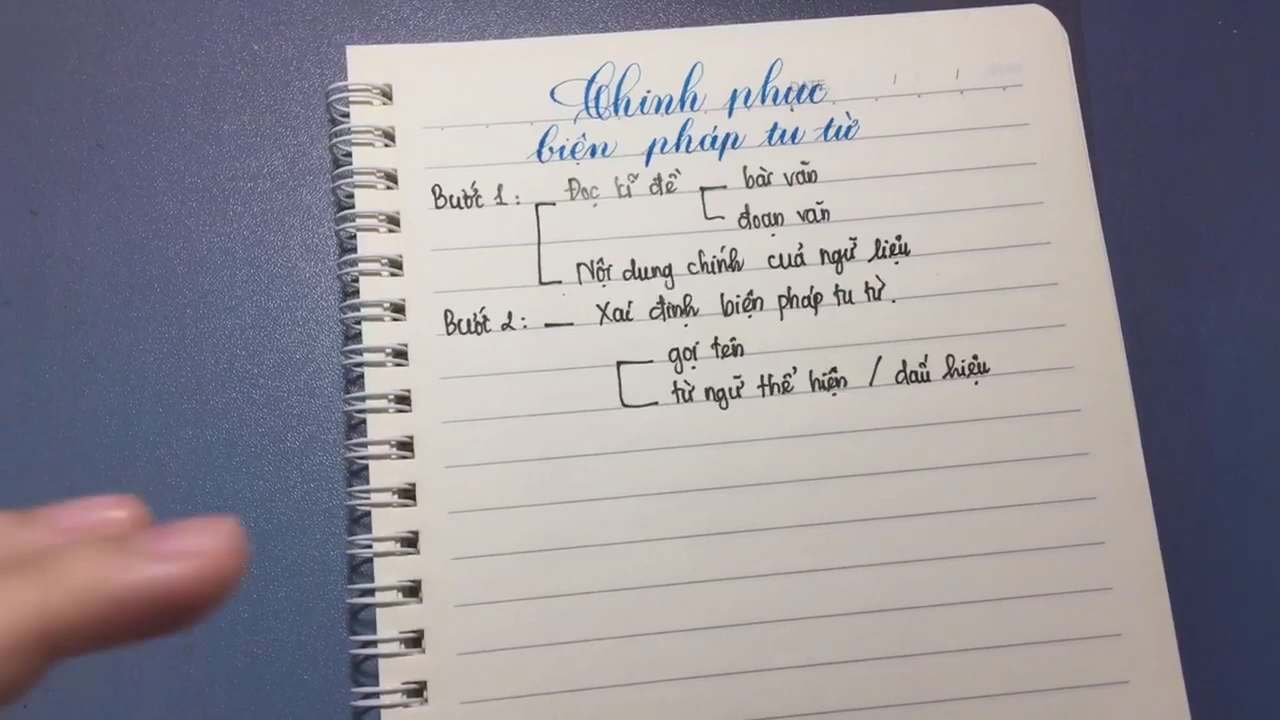 Chinh phục
biện pháp tu từ
Bước 1: Đọc kĩ đề bài văn
đoạn văn
Nội dung chính của ngữ liệu
Bước 2: — Xác định biện pháp tu từ.
gọi tên
từ ngữ thể hiện / dấu hiệu